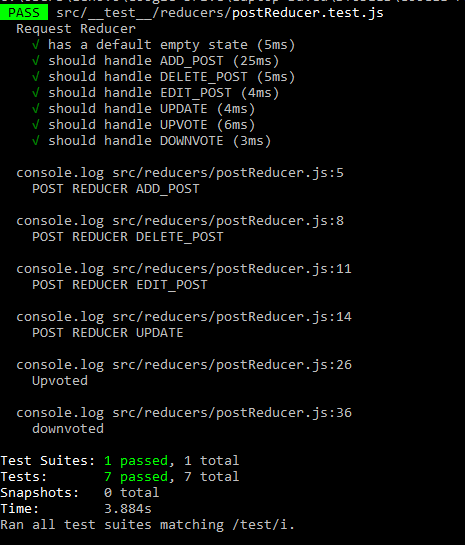 PASS src/__test__/reducers/postReducer.test.js
Request Reducer
√ has a default empty state (5ms)
√ should handle ADD_POST (25ms)
√ should handle DELETE_POST (5ms)
√ should handle EDIT_POST (4ms)
√ should handle UPDATE (4ms)
√ should handle UPVOTE (6ms)
√ should handle DOWNVOTE (3ms)
console.log src/reducers/postReducer.js:5
POST REDUCER ADD_POST
console.log src/reducers/postReducer.js:8
POST REDUCER DELETE_POST
console.log src/reducers/postReducer.js:11
POST REDUCER EDIT_POST
console.log src/reducers/postReducer.js:14
POST REDUCER UPDATE
console.log src/reducers/postReducer.js:26
Upvoted
console.log src/reducers/postReducer.js:36
downvoted
Test Suites: 1 passed, 1 total
Tests: 7 passed, 7 total
Snapshots: 0 total
Time: 3.884s
Ran all test suites matching /test/i.